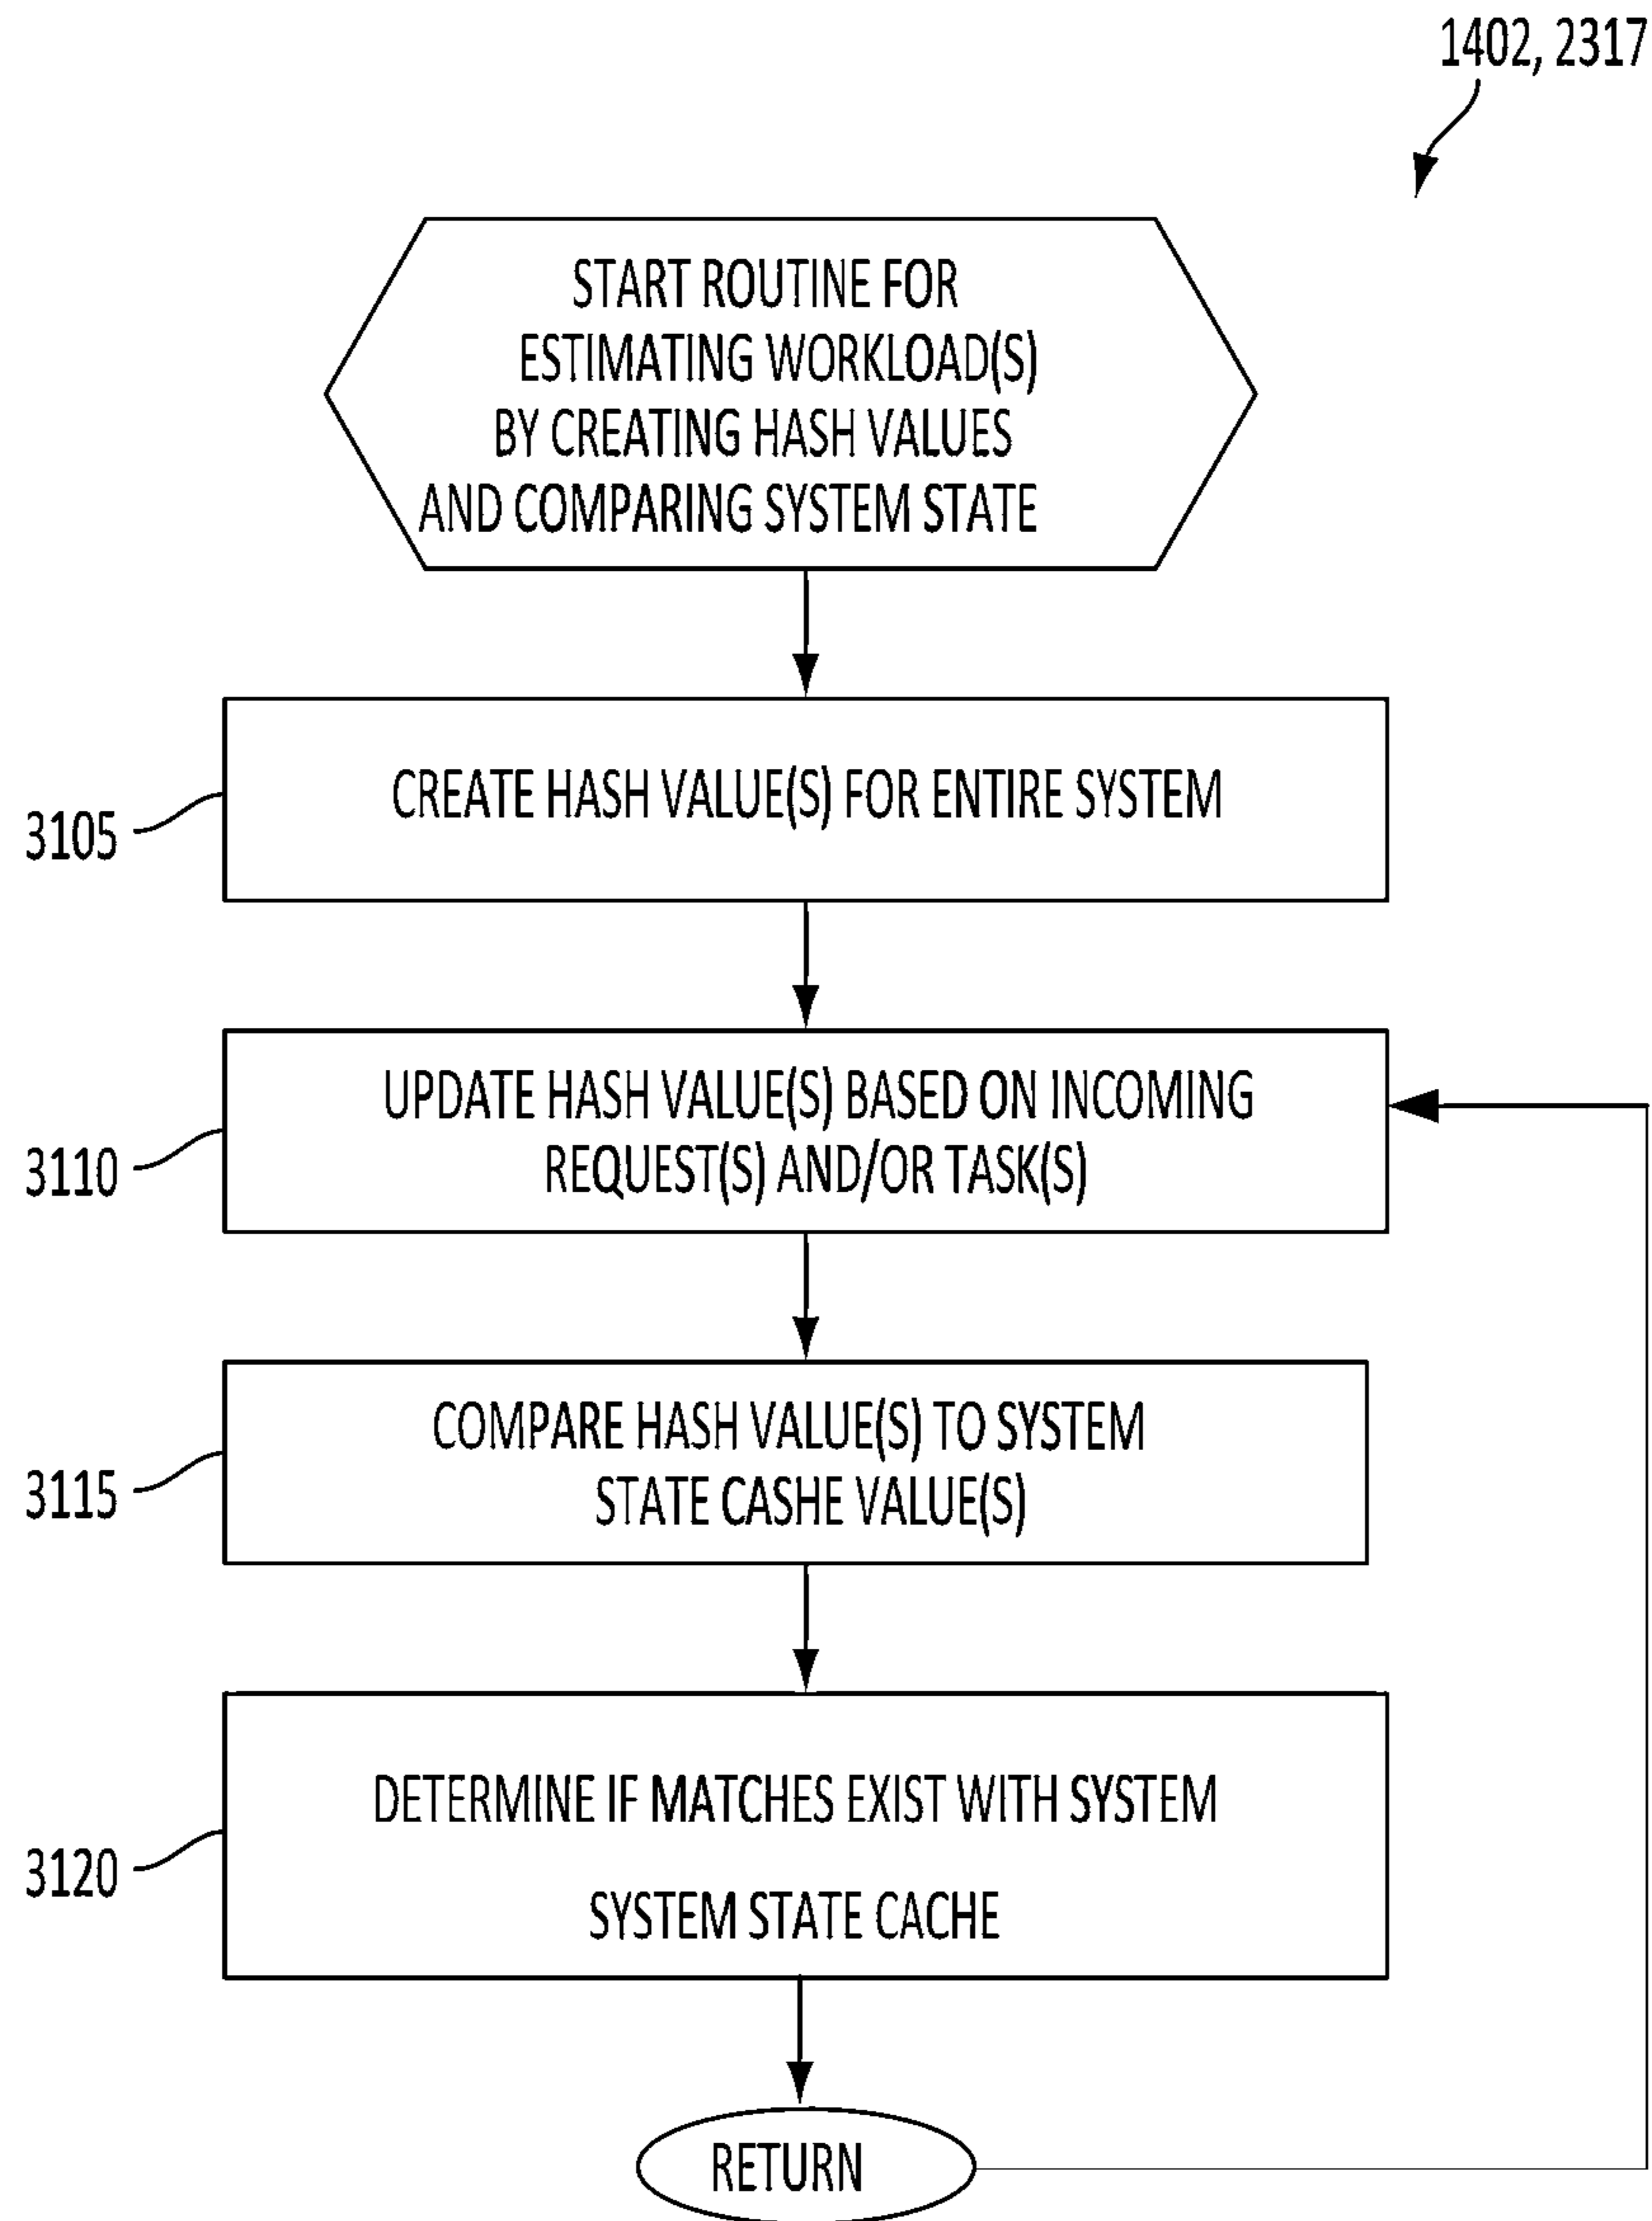 1402, 2317
START ROUTINE FOR
ESTIMATING WORKLOAD(S)
BY CREATING HASH VALUES
AND COMPARING SYSTEM STATE
CREATE HASH VALUE(S) FOR ENTIRE SYSTEM
3105
UPDATE HASH VALUE(S) BASED ON INCOMING
REQUEST(S) AND/OR TASK(S)
3110
COMPARE HASH VALUE(S) TO SYSTEM
STATE CASHE VALUE(S)
3115
DETERMINE IF MATCHES EXIST WITH SYSTEM
SYSTEM STATE CACHE
3120
RETURN